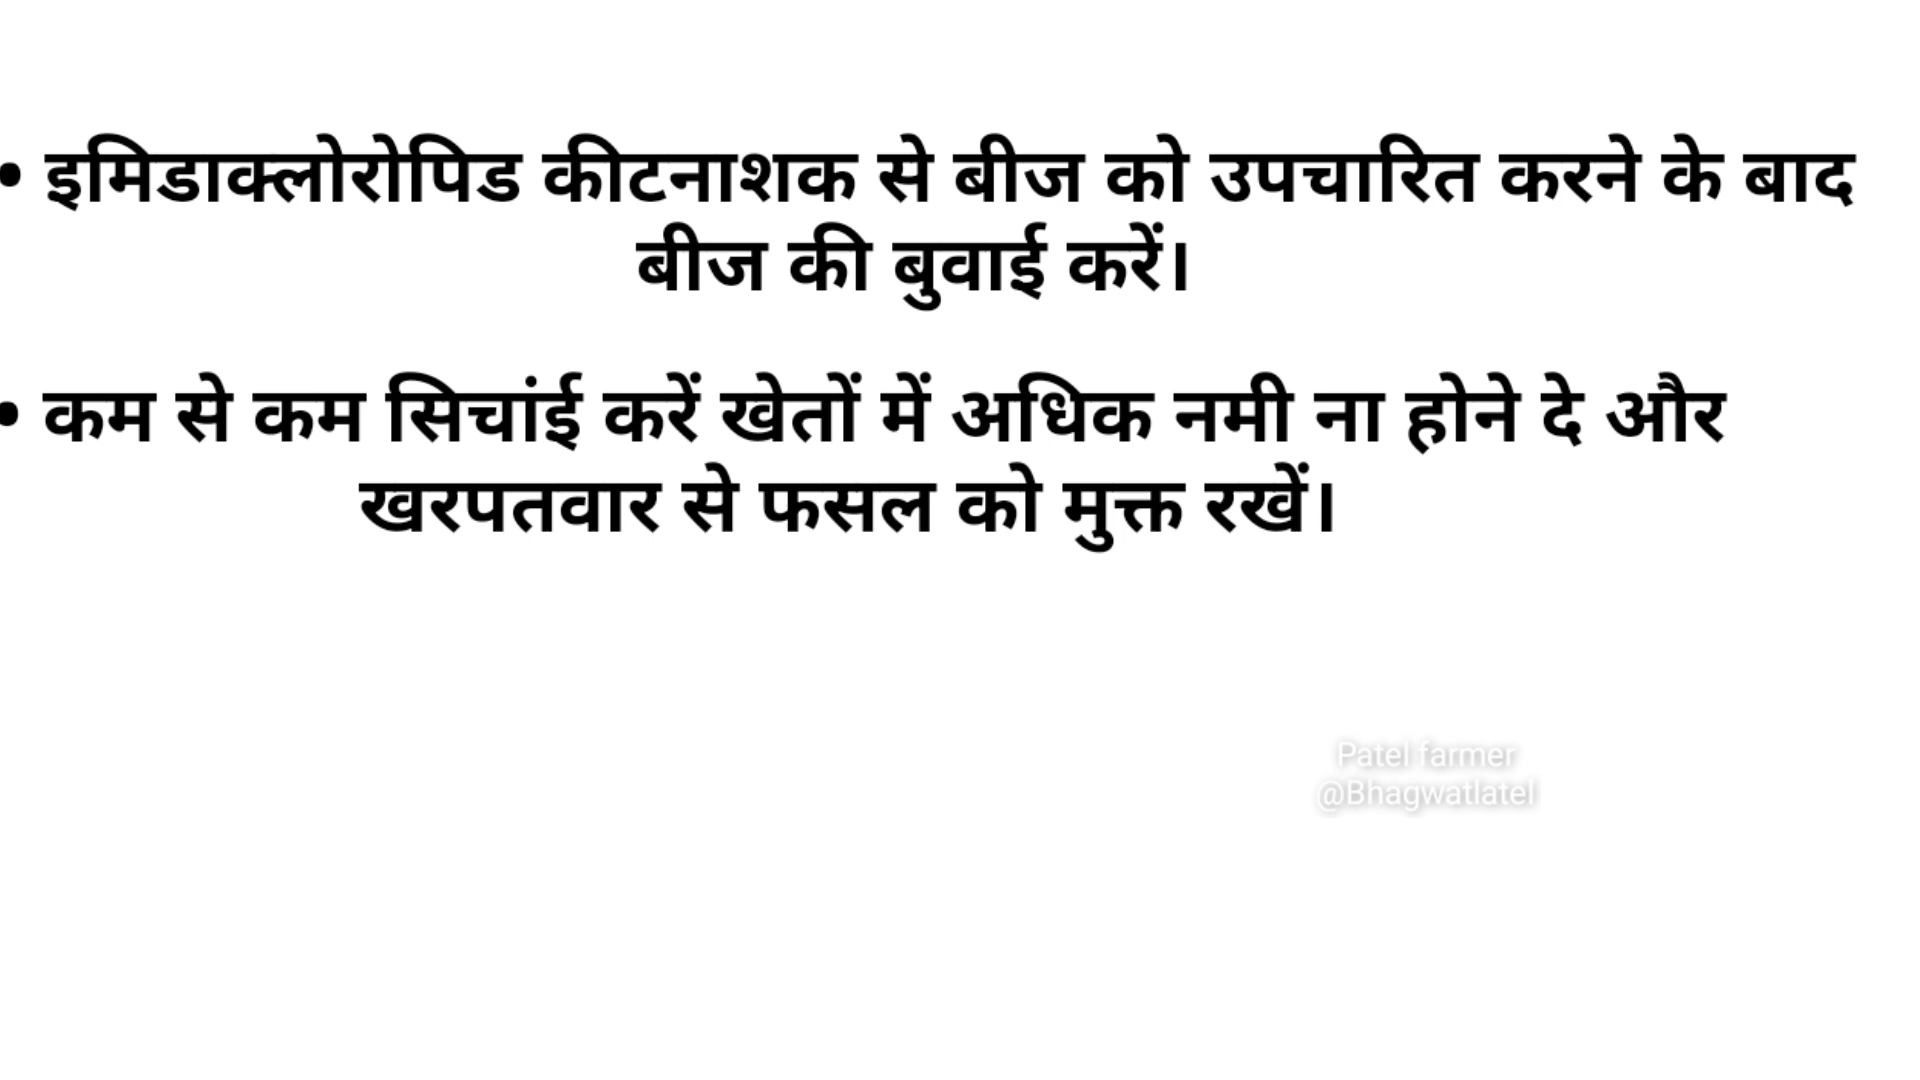 • इमिडाक्लोरोपिड कीटनाशक से बीज को उपचारित करने के बाद
बीज की बुवाई करें।
• कम से कम सिचांई करें खेतों में अधिक नमी ना होने दे और
खरपतवार से फसल को मुक्त रखें।
Patel farmer
@Bhagwatlatel